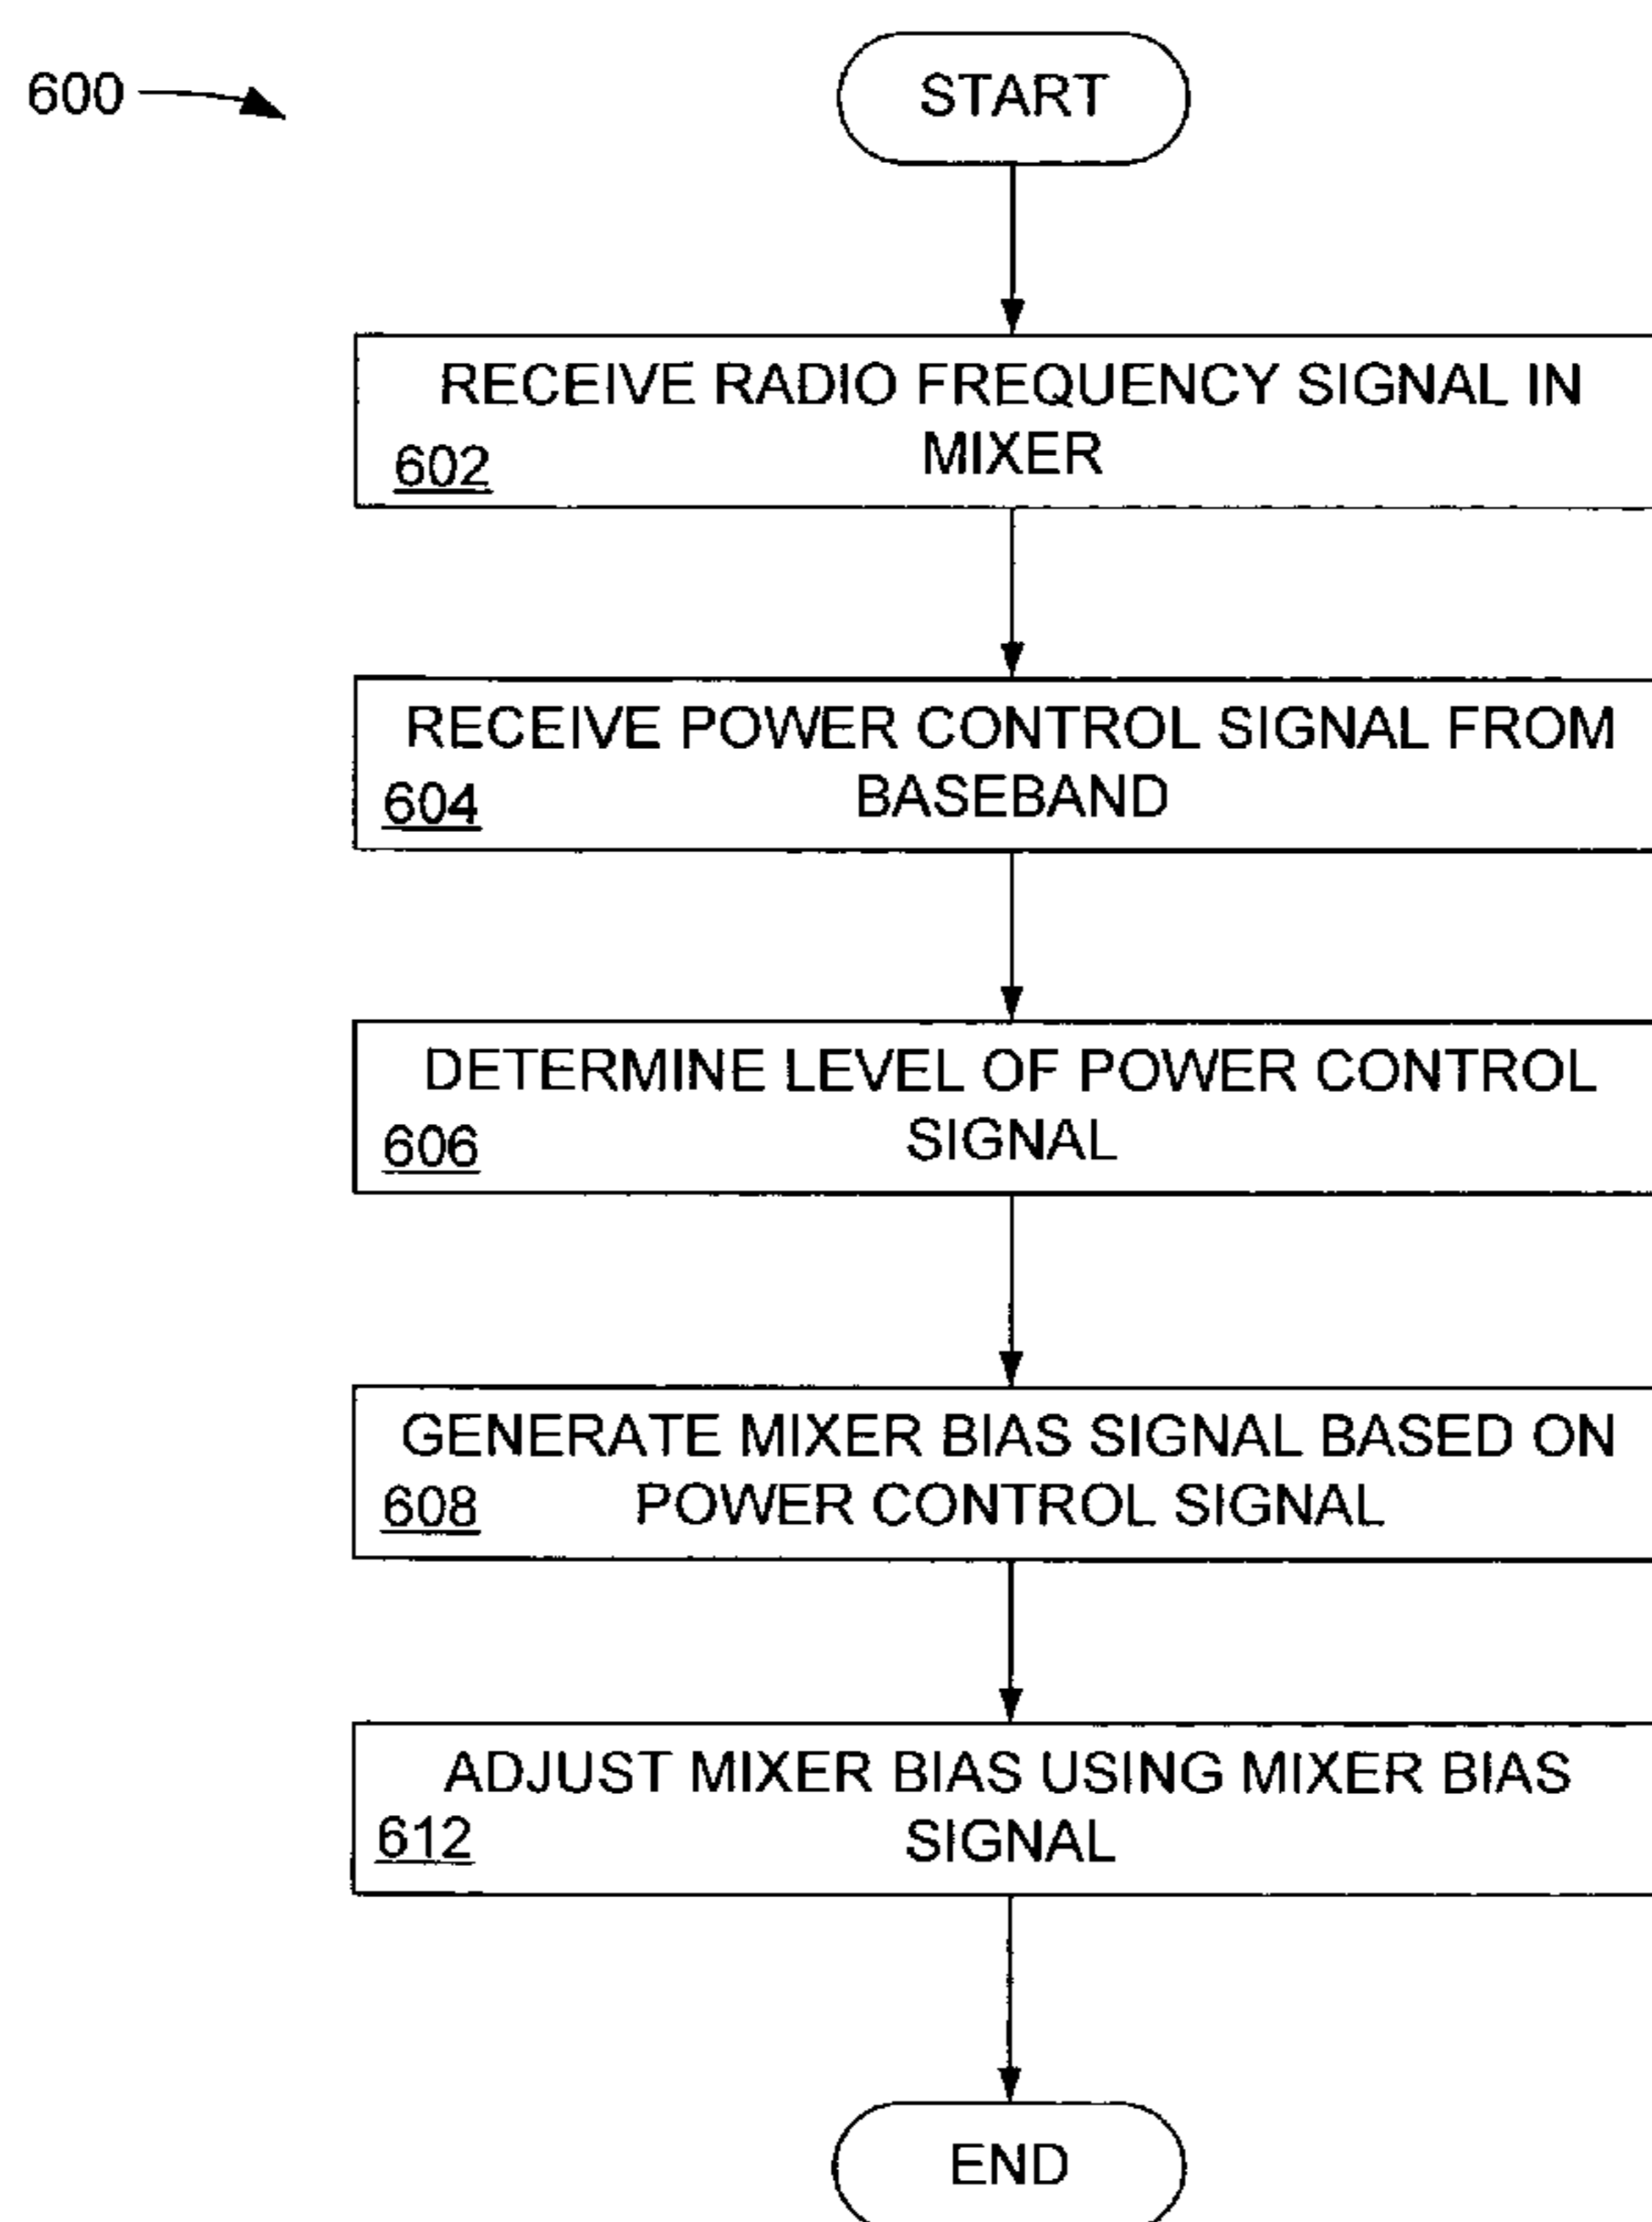 600
START
RECEIVE RADIO FREQUENCY SIGNAL IN
MIXER
602
RECEIVE POWER CONTROL SIGNAL FROM
BASEBAND
604
DETERMINE LEVEL OF POWER CONTROL
SIGNAL
606
GENERATE MIXER BIAS SIGNAL BASED ON
POWER CONTROL SIGNAL
608
ADJUST MIXER BIAS USING MIXER BIAS
SIGNAL
612
END